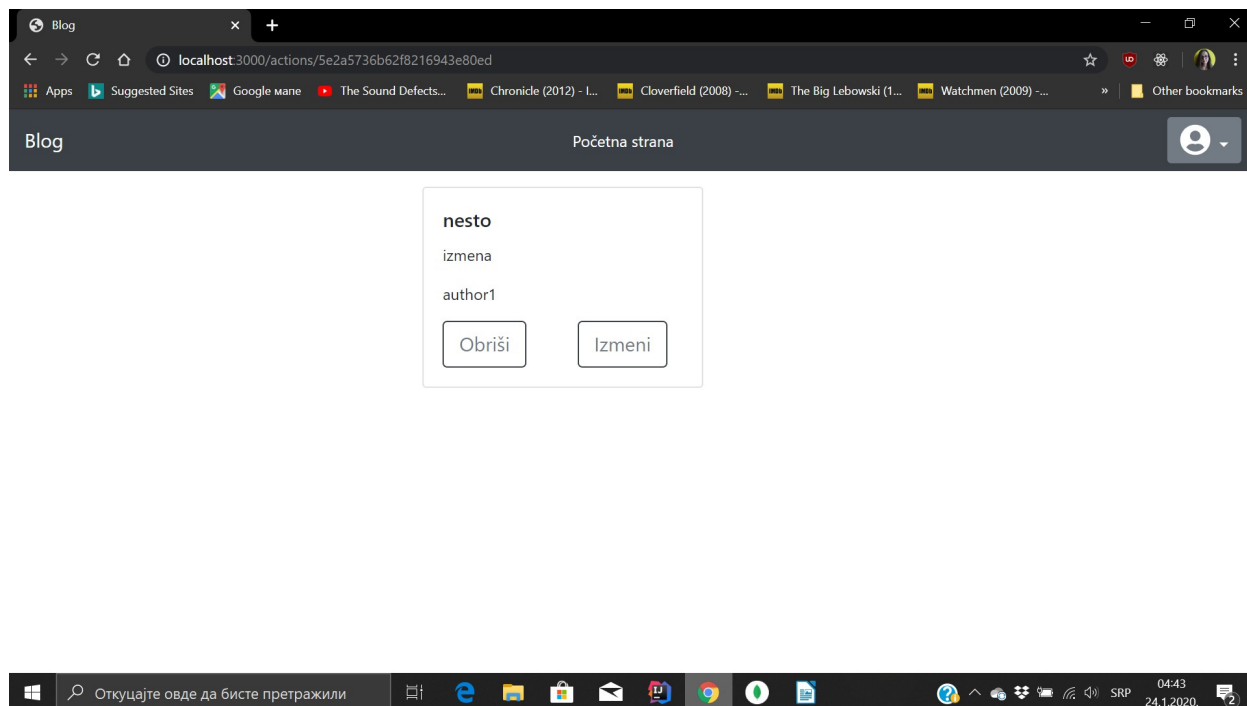 Blog
localhost:3000/actions/5e2a5736b62f8216943e80ed
Apps Suggested Sites Google мапе The Sound Defects... Chronicle (2012) - I... Cloverfield (2008) -... The Big Lebowski (1... Watchmen (2009) -... » Other bookmarks
Blog Početna strana
nesto
izmena
author1
Obriši Izmeni
Откуцајте овде да бисте претражили SRP 04:43
24.1.2020. 2